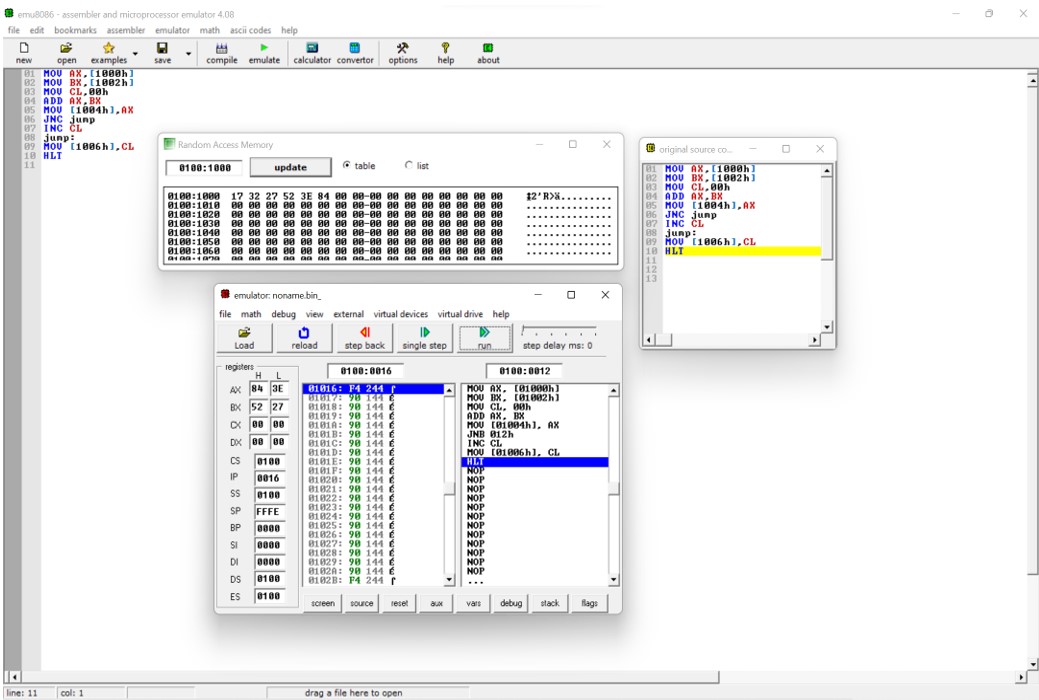 emu8086 - assembler and microprocessor emulator 4.08
file edit bookmarks assembler emulator math ascii codes help
new open examples save compile emulate calculator convertor options help about
01 MOV AX,[1000h]
02 MOV BX,[1002h]
03 MOV CL,00h
04 ADD AX,BX
05 MOV [1004h],AX
06 JNC jump
07 INC CL
08 jump:
09 MOV [1006h],CL
10 HLT
11
Random Access Memory
0100:1000 update table list
0100:1000 17 32 27 52 3E 84 00 00-00 00 00 00 00 00 00 00
0100:1010 00 00 00 00 00 00 00 00-00 00 00 00 00 00 00 00 ................
0100:1020 00 00 00 00 00 00 00 00-00 00 00 00 00 00 00 00 ................
0100:1030 00 00 00 00 00 00 00 00-00 00 00 00 00 00 00 00 ................
0100:1040 00 00 00 00 00 00 00 00-00 00 00 00 00 00 00 00 ................
0100:1050 00 00 00 00 00 00 00 00-00 00 00 00 00 00 00 00 ................
0100:1060 00 00 00 00 00 00 00 00-00 00 00 00 00 00 00 00 ................
original source co...
01 MOV AX,[1000h]
02 MOV BX,[1002h]
03 MOV CL,00h
04 ADD AX,BX
05 MOV [1004h],AX
06 JNC jump
07 INC CL
08 jump:
09 MOV [1006h],CL
10 HLT
11
12
13
emulator: noname.bin_
file math debug view external virtual devices virtual drive help
Load reload step back single step run step delay ms: 0
registers
H L
AX 84 3E
BX 52 27
CX 00 00
DX 00 00
CS 0100
IP 0016
SS 0100
SP FFFE
BP 0000
SI 0000
DI 0000
DS 0100
ES 0100
0100:0016
01016: F4 244 ⌠
01017: 90 144 É
01018: 90 144 É
01019: 90 144 É
0101A: 90 144 É
0101B: 90 144 É
0101C: 90 144 É
0101D: 90 144 É
0101E: 90 144 É
0101F: 90 144 É
01020: 90 144 É
01021: 90 144 É
01022: 90 144 É
01023: 90 144 É
01024: 90 144 É
01025: 90 144 É
01026: 90 144 É
01027: 90 144 É
01028: 90 144 É
01029: 90 144 É
0102A: 90 144 É
0102B: F4 244 ⌠
0100:0012
MOV AX, [01000h]
MOV BX, [01002h]
MOV CL, 00h
ADD AX, BX
MOV [01004h], AX
JNB 012h
INC CL
MOV [01006h], CL
HLT
NOP
NOP
NOP
NOP
NOP
NOP
NOP
NOP
NOP
NOP
NOP
NOP
...
screen source reset aux vars debug stack flags
line: 11 col: 1 drag a file here to open